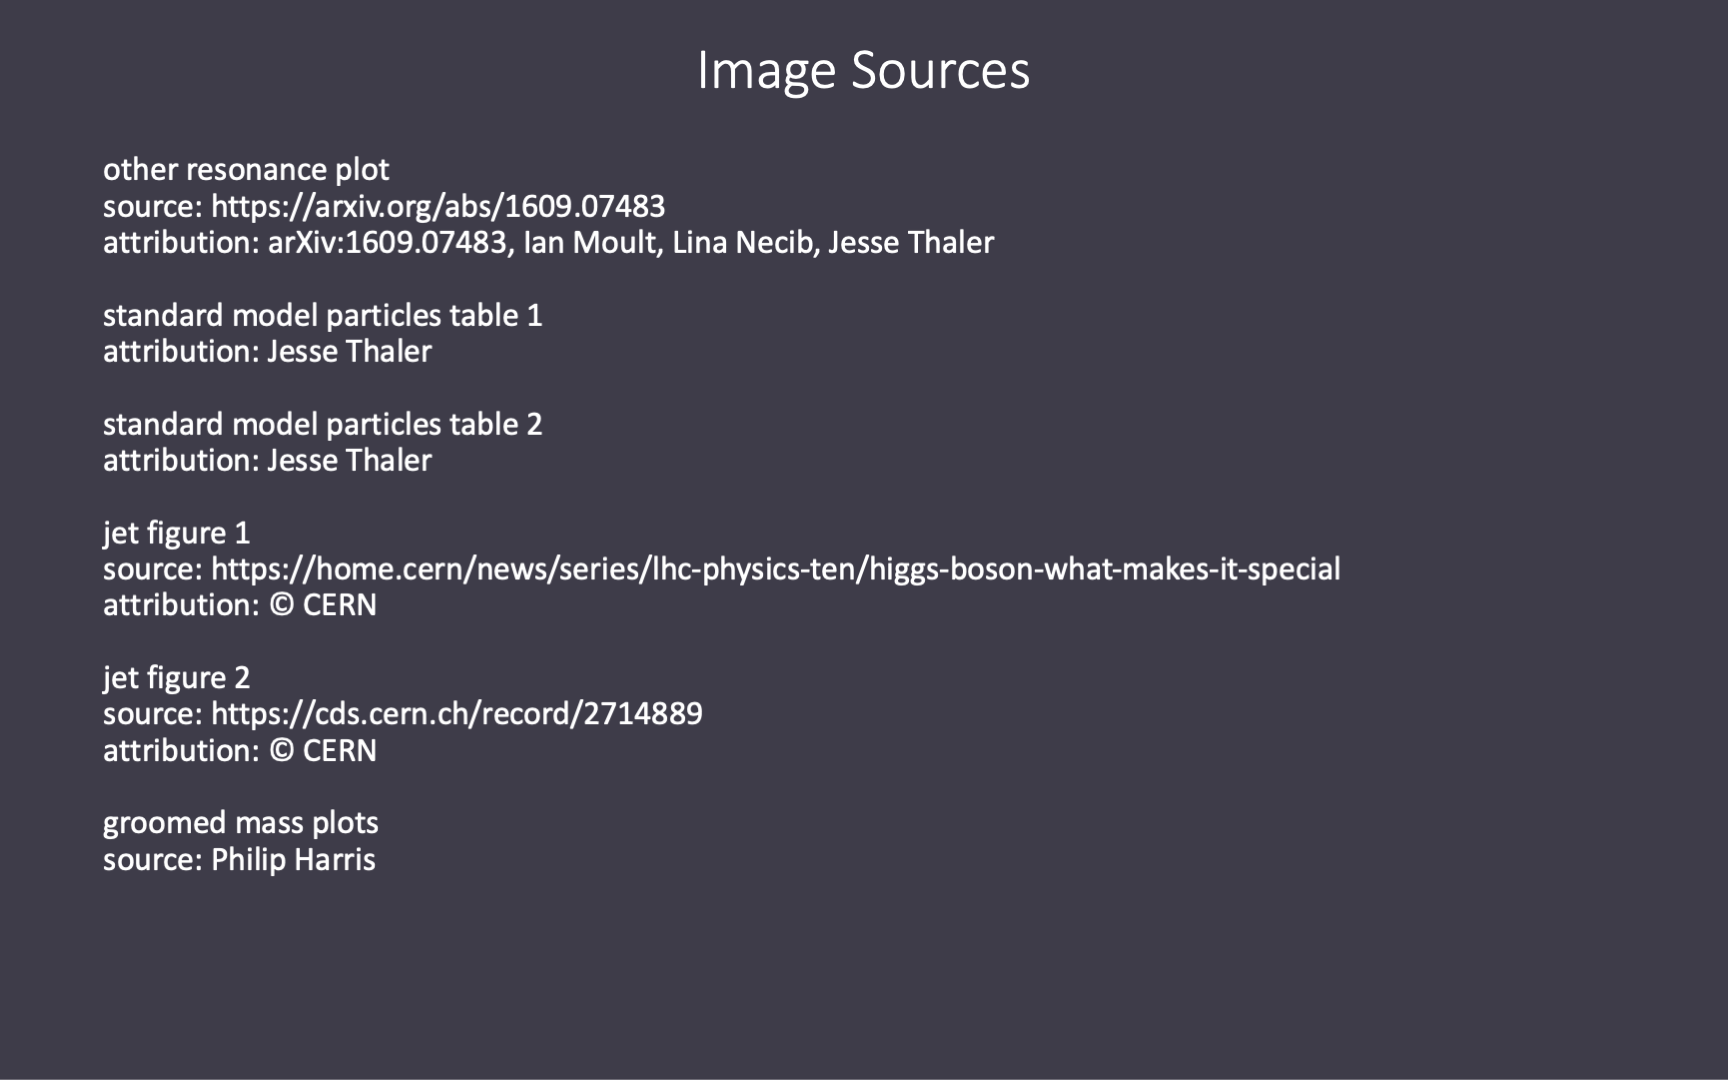 Image Sources
other resonance plot
source: https://arxiv.org/abs/1609.07483
attribution: arXiv:1609.07483, Ian Moult, Lina Necib, Jesse Thaler
standard model particles table 1
attribution: Jesse Thaler
standard model particles table 2
attribution: Jesse Thaler
jet figure 1
source: https://home.cern/news/series/lhc-physics-ten/higgs-boson-what-makes-it-special
attribution: © CERN
jet figure 2
source: https://cds.cern.ch/record/2714889
attribution: © CERN
groomed mass plots
source: Philip Harris